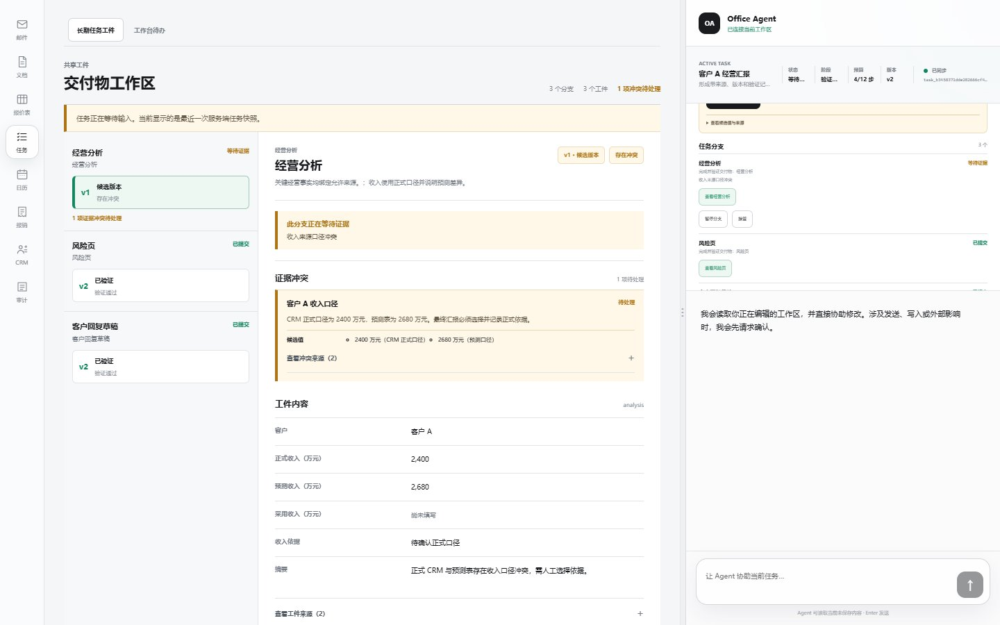 邮件
文档
报价表
任务
日历
报销
CRM
审计
长期任务工件
工作台待办
共享工件
交付物工作区
3 个分支
3 个工件
1 项冲突待处理
任务正在等待输入。当前显示的是最近一次服务端任务快照。
经营分析
等待证据
经营分析
v1
候选版本
存在冲突
1 项证据冲突待处理
风险页
已提交
风险页
v2
已验证
验证通过
客户回复草稿
已提交
客户回复草稿
v2
已验证
验证通过
经营分析
经营分析
v1 • 候选版本
存在冲突
关键经营事实均绑定允许来源。；收入使用正式口径并说明预测差异。
此分支正在等待证据
收入来源口径冲突
证据冲突
1 项待处理
客户 A 收入口径
待处理
CRM 正式口径为 2400 万元，预测表为 2680 万元。最终汇报必须选择并记录正式依据。
候选值
2400 万元（CRM 正式口径）
2680 万元（预测口径）
查看冲突来源（2）
+
工件内容
analysis
客户
客户 A
正式收入（万元）
2,400
预测收入（万元）
2,680
采用收入（万元）
尚未填写
收入依据
待确认正式口径
摘要
正式 CRM 与预测表存在收入口径冲突，需人工选择依据。
查看工件来源（2）
+
OA
Office Agent
已连接当前工作区
ACTIVE TASK
客户 A 经营汇报
形成带来源、版本和验证记...
状态
等待...
阶段
验证...
预算
4/12 步
版本
v2
已同步
查看候选值与来源
任务分支
3 个
经营分析
等待证据
完成并验证交付物：经营分析
收入来源口径冲突
查看经营分析
暂停分支
接管
风险页
已提交
完成并验证交付物：风险页
查看风险页
我会读取你正在编辑的工作区，并直接协助修改。涉及发送、写入或外部影响
时，我会先请求确认。
让 Agent 协助当前任务...
Agent 可读取当前未保存内容 · Enter 发送